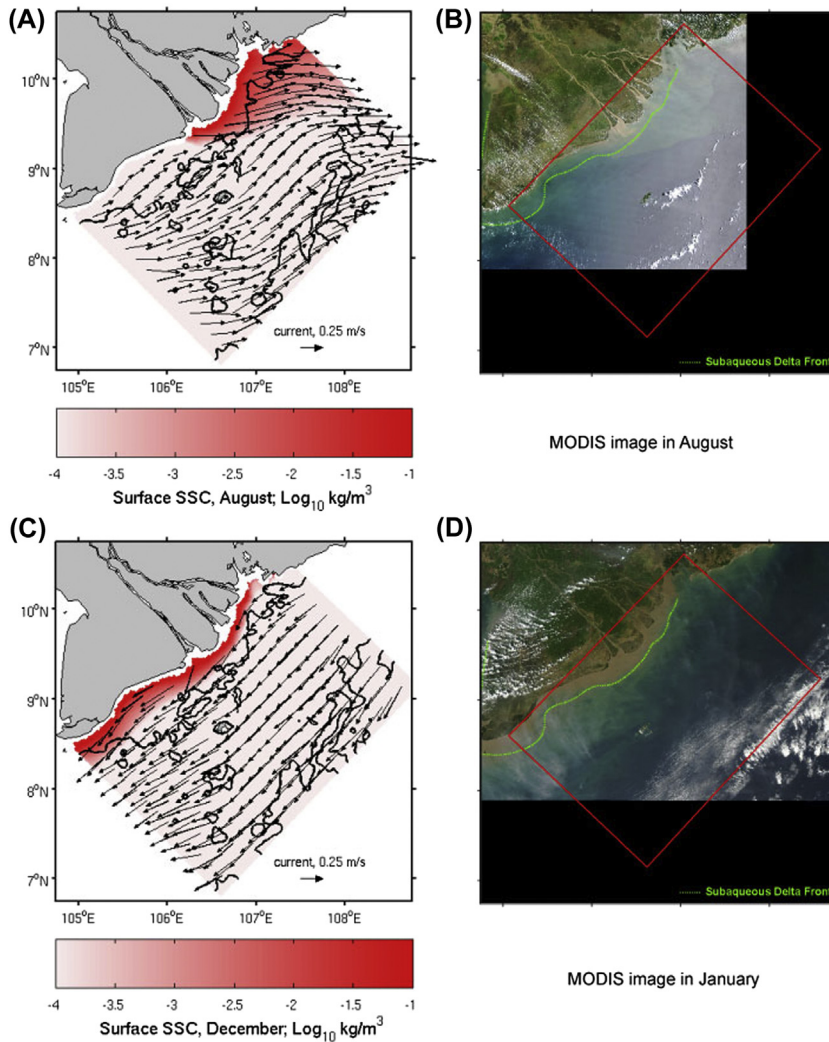 (A)
10°N
9°N
8°N
7°N
current, 0.25 m/s
105°E 106°E 107°E 108°E
-4 -3.5 -3 -2.5 -2 -1.5 -1
Surface SSC, August; Log₁₀ kg/m³
(B)
Subaqueous Delta Front
MODIS image in August
(C)
10°N
9°N
8°N
7°N
current, 0.25 m/s
105°E 106°E 107°E 108°E
-4 -3.5 -3 -2.5 -2 -1.5 -1
Surface SSC, December; Log₁₀ kg/m³
(D)
Subaqueous Delta Front
MODIS image in January